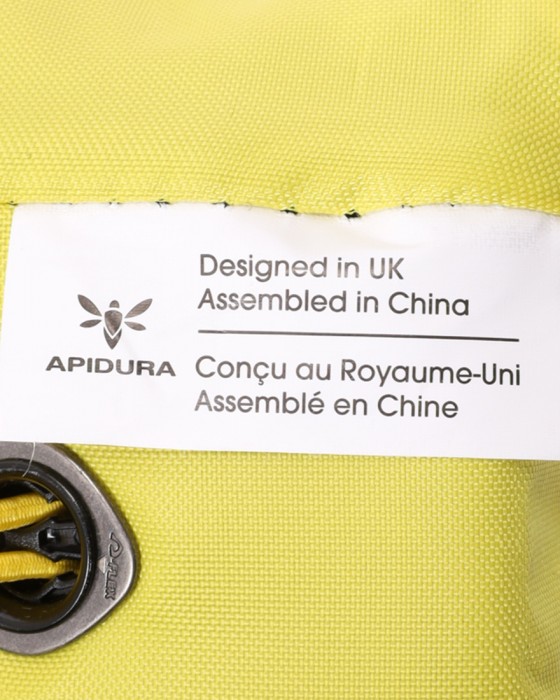 Designed in UK
Assembled in China
APIDURA
Conçu au Royaume-Uni
Assemblé en Chine